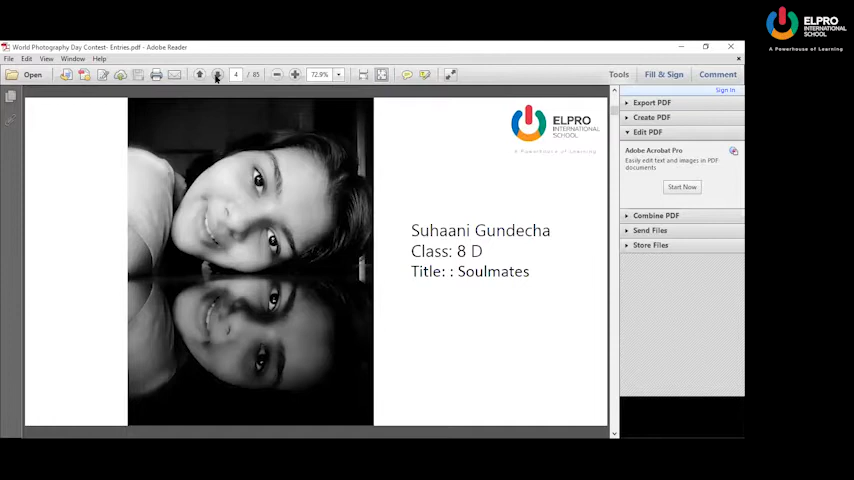 ELPRO
INTERNATIONAL
SCHOOL
A Powerhouse of Learning
World Photography Day Contest- Entries.pdf - Adobe Reader
File Edit View Window Help
Open
4 / 85
72.9%
Tools Fill & Sign Comment
Sign In
Export PDF
Create PDF
Edit PDF
Adobe Acrobat Pro
Easily edit text and images in PDF
documents
Start Now
Combine PDF
Send Files
Store Files
ELPRO
INTERNATIONAL
SCHOOL
A Powerhouse of Learning
Suhaani Gundecha
Class: 8 D
Title: : Soulmates